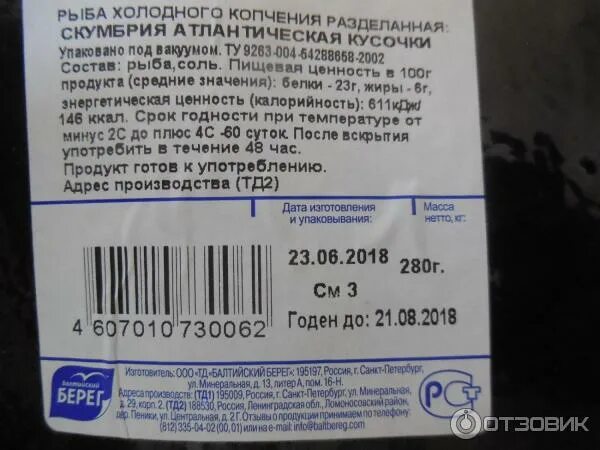 РЫБА ХОЛОДНОГО КОПЧЕНИЯ РАЗДЕЛАННАЯ:
СКУМБРИЯ АТЛАНТИЧЕСКАЯ КУСОЧКИ
Упаковано под вакуумом. ТУ 9263-004-64288658-2002
Состав: рыба,соль. Пищевая ценность в 100г
продукта (средние значения): белки - 23г, жиры - 6г,
энергетическая ценность (калорийность): 611кДж/
146 ккал. Срок годности при температуре от
минус 2С до плюс 4С -60 суток. После вскрытия
употребить в течение 48 час.
Продукт готов к употреблению.
Адрес производства (ТД2)
Дата изготовления
и упаковывания:
Масса
нетто, кг:
23.06.2018 280г.
См 3
Годен до: 21.08.2018
4 607010 730062
БАЛТИЙСКИЙ
БЕРЕГ
Изготовитель: ООО «ТД «БАЛТИЙСКИЙ БЕРЕГ»: 195197, Россия, г. Санкт-Петербург,
ул. Минеральная, д. 13, литер А, пом. 16-Н.
Адреса производств: (ТД1) 195009, Россия, г. Санкт-Петербург, ул. Минеральная,
д. 29, корп. 2. (ТД2) 188530, Россия, Ленинградская обл., Ломоносовский район,
дер. Пеники, ул. Центральная, д. 2Г. Отзывы о продукции принимаем по телефону:
(812) 335-04-02 (00, 01) или на e-mail: info@baltbereg.com
РСТ
ОТЗОВИК